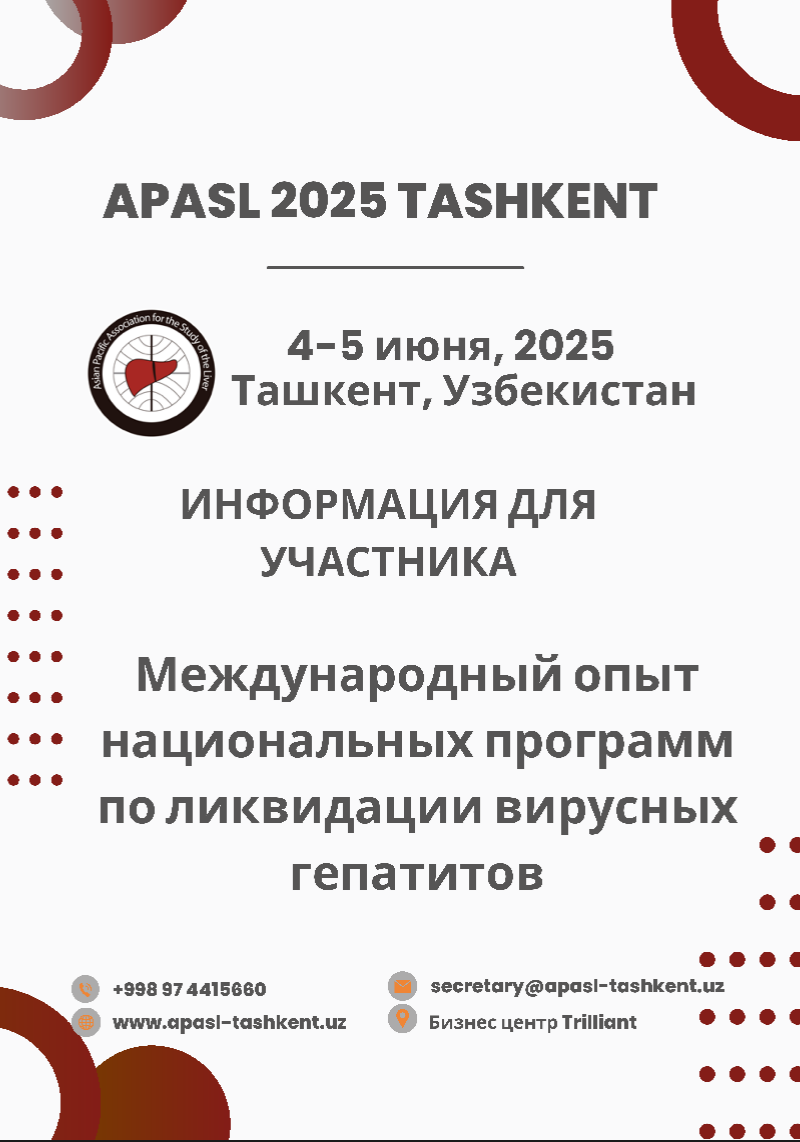 APASL 2025 TASHKENT
Asian Pacific Association for the Study of the Liver
4-5 июня, 2025
Ташкент, Узбекистан
ИНФОРМАЦИЯ ДЛЯ
УЧАСТНИКА
Международный опыт
национальных программ
по ликвидации вирусных
гепатитов
+998 97 4415660
secretary@apasl-tashkent.uz
www.apasl-tashkent.uz
Бизнес центр Trilliant